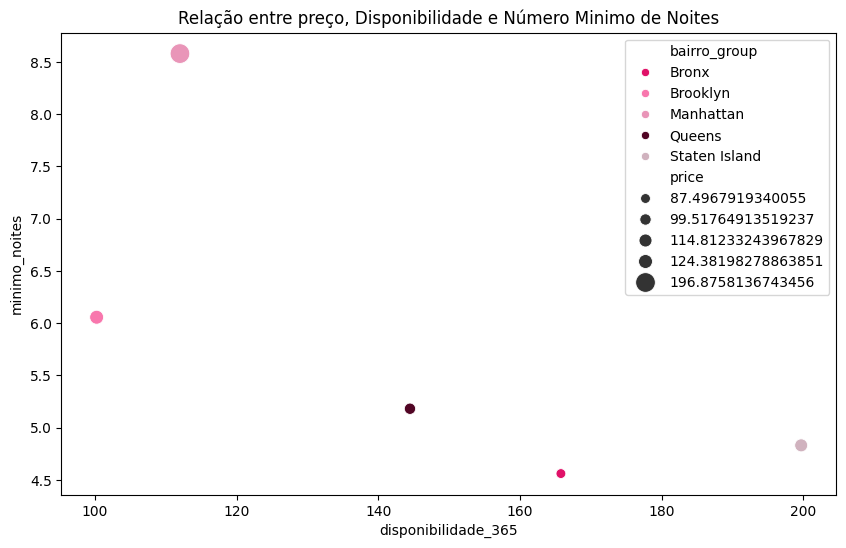 Relação entre preço, Disponibilidade e Número Minimo de Noites
bairro_group
Bronx
Brooklyn
Manhattan
Queens
Staten Island
price
87.4967919340055
99.51764913519237
114.81233243967829
124.38198278863851
196.8758136743456
minimo_noites
8.5
8.0
7.5
7.0
6.5
6.0
5.5
5.0
4.5
100
120
140
160
180
200
disponibilidade_365